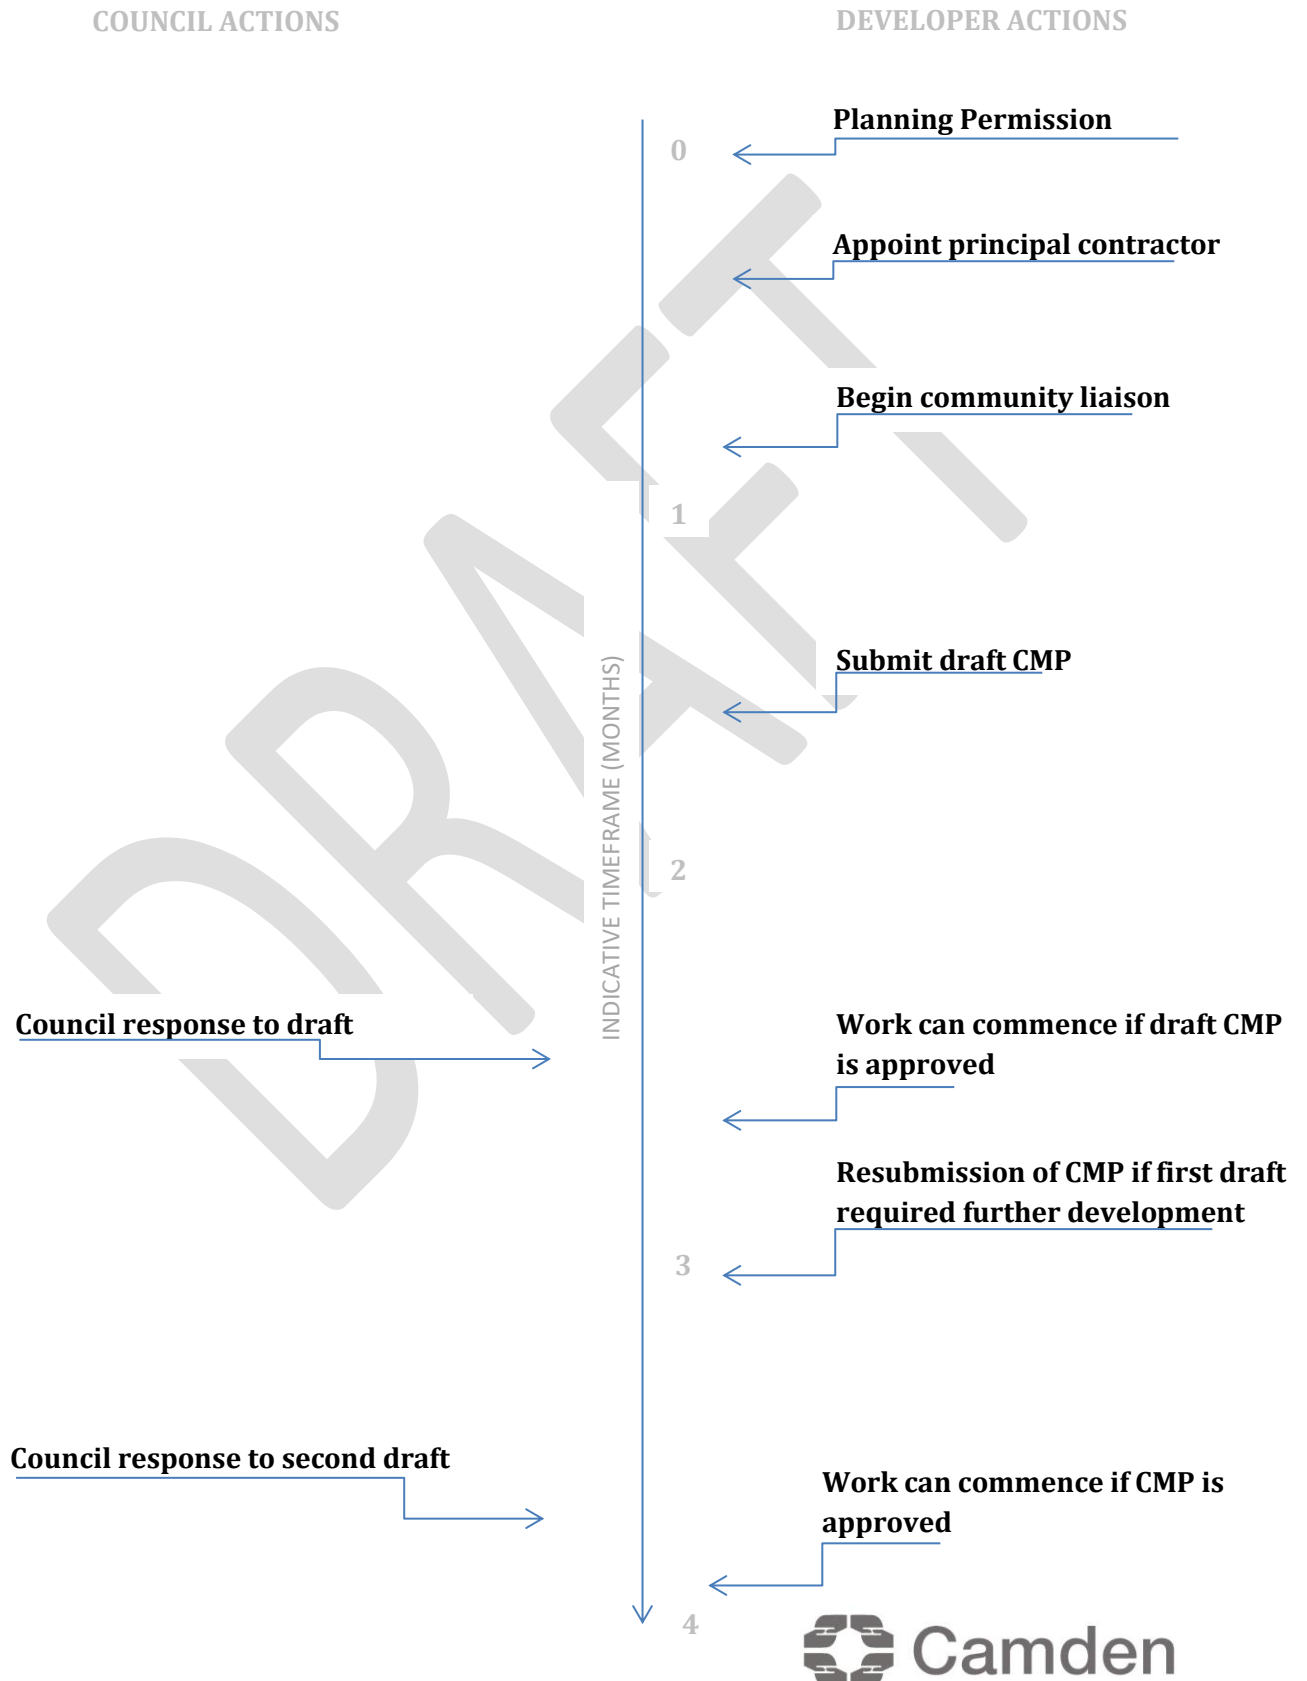 COUNCIL ACTIONS
DEVELOPER ACTIONS
Planning Permission
0
Appoint principal contractor
Begin community liaison
1
Submit draft CMP
INDICATIVE TIMEFRAME (MONTHS)
2
Council response to draft
Work can commence if draft CMP
is approved
Resubmission of CMP if first draft
required further development
3
Council response to second draft
Work can commence if CMP is
approved
4
Camden
DRAFT